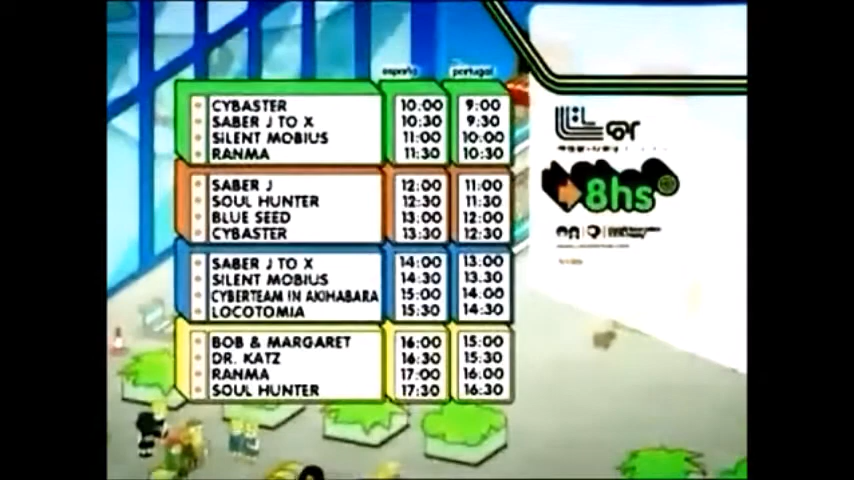 españa portugal
CYBASTER 10:00 9:00
SABER J TO X 10:30 9:30
SILENT MOBIUS 11:00 10:00
RANMA 11:30 10:30
SABER J 12:00 11:00
SOUL HUNTER 12:30 11:30
BLUE SEED 13:00 12:00
CYBASTER 13:30 12:30
SABER J TO X 14:00 13:00
SILENT MOBIUS 14:30 13.30
CYBERTEAM IN AKIHABARA 15:00 14:00
LOCOTOMIA 15:30 14:30
BOB & MARGARET 16:00 15:00
DR. KATZ 16:30 15:30
RANMA 17:00 16:00
SOUL HUNTER 17:30 16:30
8hs